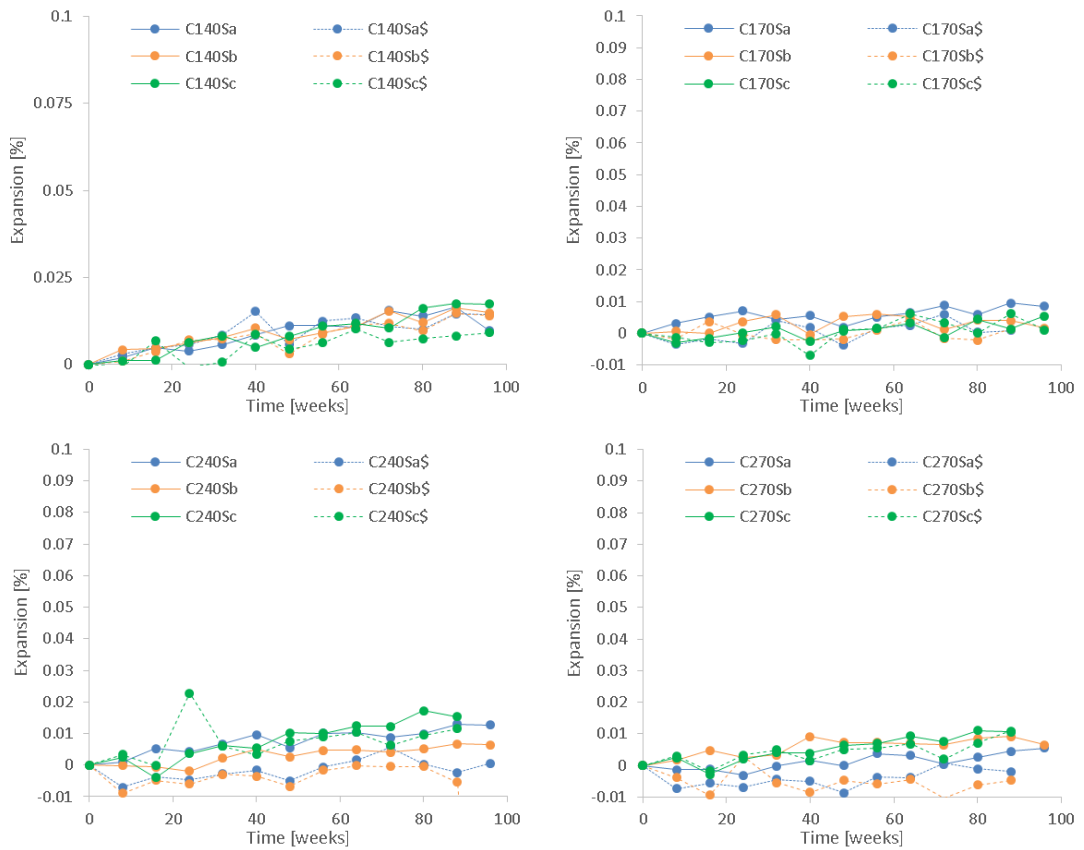 0.1
0.075
0.05
0.025
0
Expansion [%]
C140Sa C140Sa$
C140Sb C140Sb$
C140Sc C140Sc$
0 20 40 60 80 100
Time [weeks]
0.1
0.09
0.08
0.07
0.06
0.05
0.04
0.03
0.02
0.01
0
-0.01
Expansion [%]
C170Sa C170Sa$
C170Sb C170Sb$
C170Sc C170Sc$
0 20 40 60 80 100
Time [weeks]
0.1
0.09
0.08
0.07
0.06
0.05
0.04
0.03
0.02
0.01
0
-0.01
Expansion [%]
C240Sa C240Sa$
C240Sb C240Sb$
C240Sc C240Sc$
0 20 40 60 80 100
Time [weeks]
0.1
0.09
0.08
0.07
0.06
0.05
0.04
0.03
0.02
0.01
0
-0.01
Expansion [%]
C270Sa C270Sa$
C270Sb C270Sb$
C270Sc C270Sc$
0 20 40 60 80 100
Time [weeks]